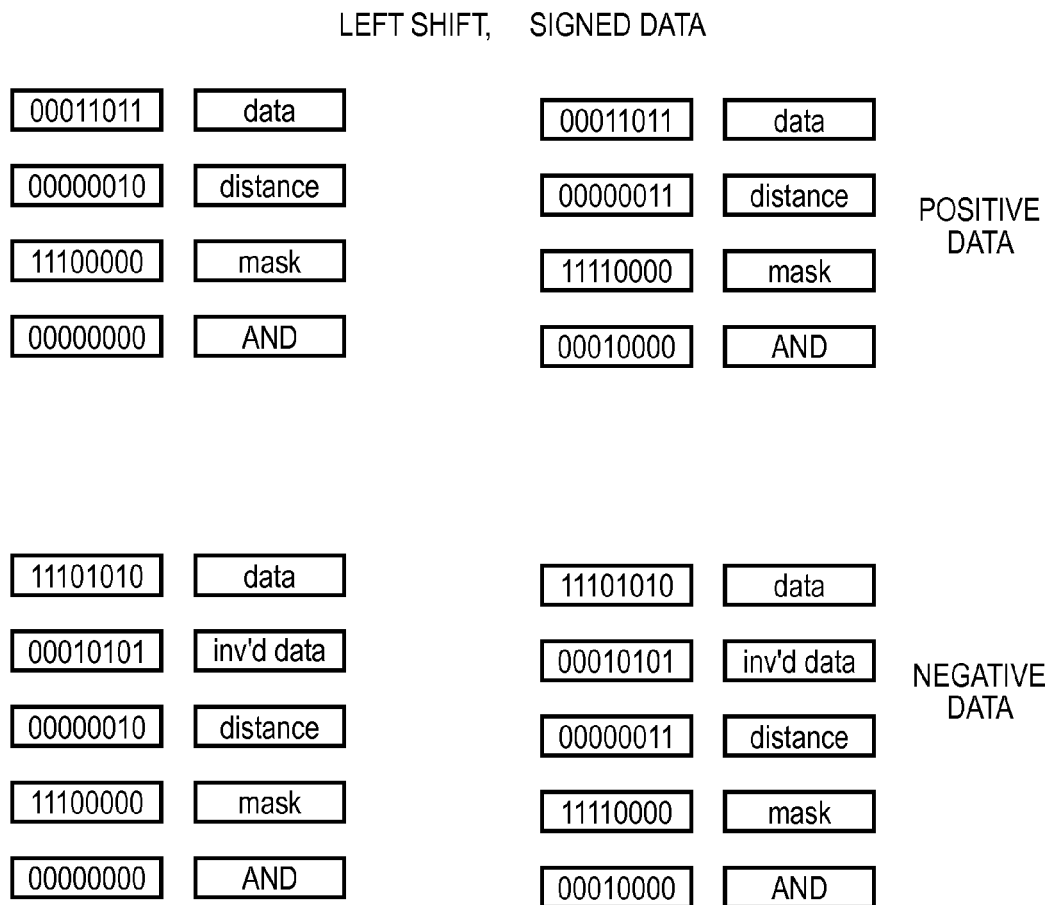 LEFT SHIFT, SIGNED DATA
00011011 data
00000010 distance
11100000 mask
00000000 AND
00011011 data
00000011 distance
11110000 mask
00010000 AND
POSITIVE
DATA
11101010 data
00010101 inv'd data
00000010 distance
11100000 mask
00000000 AND
11101010 data
00010101 inv'd data
00000011 distance
11110000 mask
00010000 AND
NEGATIVE
DATA